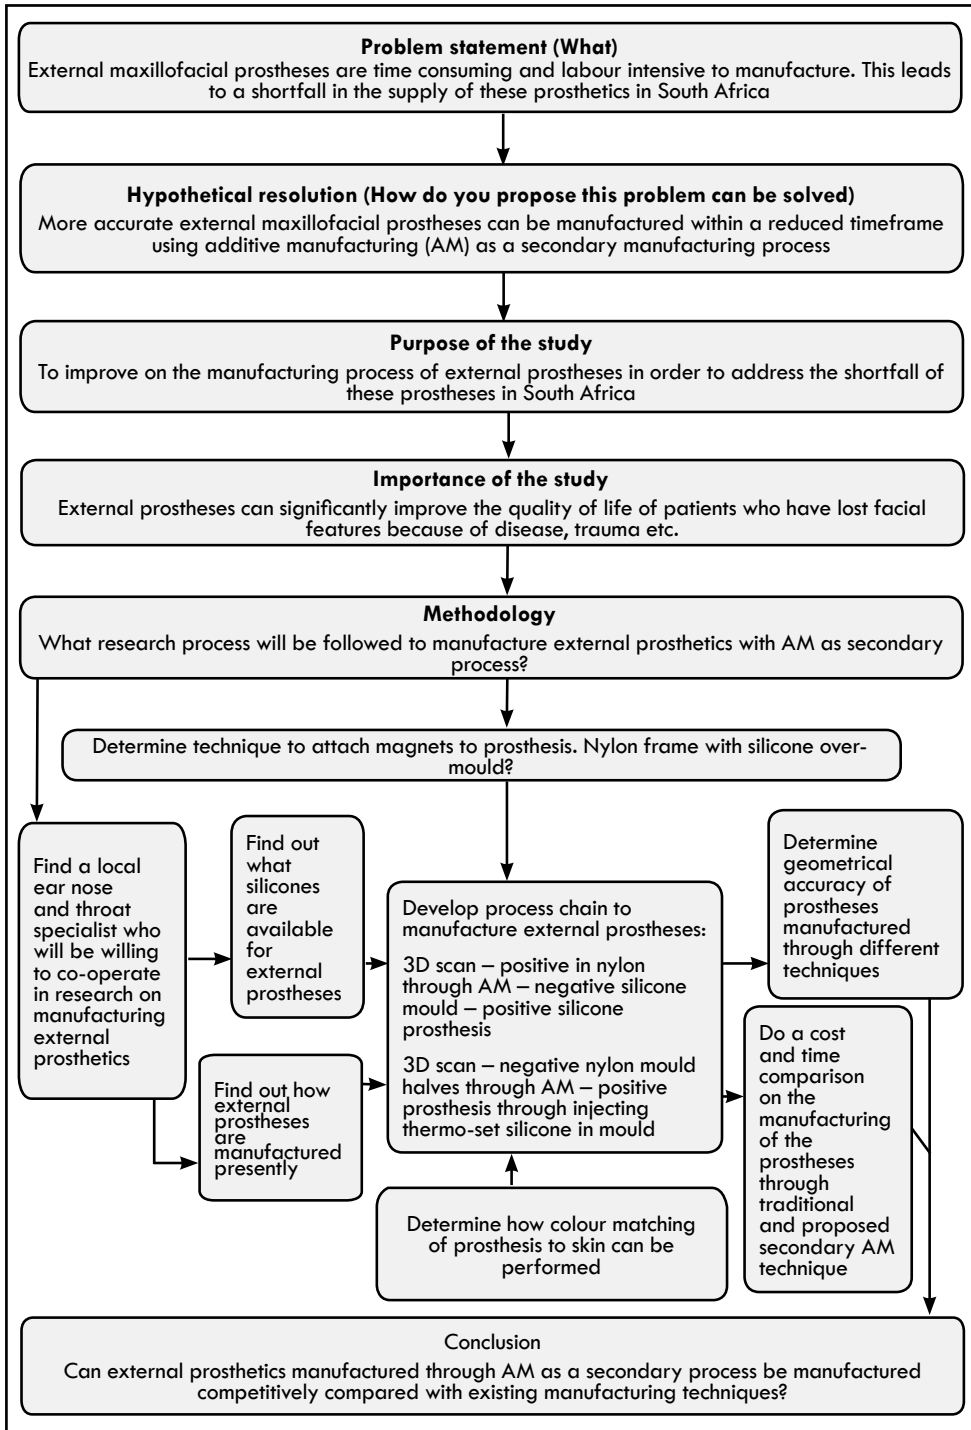 Problem statement (What)
External maxillofacial prostheses are time consuming and labour intensive to manufacture. This leads
to a shortfall in the supply of these prosthetics in South Africa
Hypothetical resolution (How do you propose this problem can be solved)
More accurate external maxillofacial prostheses can be manufactured within a reduced timeframe
using additive manufacturing (AM) as a secondary manufacturing process
Purpose of the study
To improve on the manufacturing process of external prostheses in order to address the shortfall of
these prostheses in South Africa
Importance of the study
External prostheses can significantly improve the quality of life of patients who have lost facial
features because of disease, trauma etc.
Methodology
What research process will be followed to manufacture external prosthetics with AM as secondary
process?
Determine technique to attach magnets to prosthesis. Nylon frame with silicone over-
mould?
Find a local
ear nose
and throat
specialist who
will be willing
to co-operate
in research on
manufacturing
external
prosthetics
Find out
what
silicones
are
available
for
external
prostheses
Find out how
external
prostheses
are
manufactured
presently
Develop process chain to
manufacture external prostheses:
3D scan – positive in nylon
through AM – negative silicone
mould – positive silicone
prosthesis
3D scan – negative nylon mould
halves through AM – positive
prosthesis through injecting
thermo-set silicone in mould
Determine how colour matching
of prosthesis to skin can be
performed
Determine
geometrical
accuracy of
prostheses
manufactured
through different
techniques
Do a cost
and time
comparison
on the
manufacturing
of the
prostheses
through
traditional
and proposed
secondary AM
technique
Conclusion
Can external prosthetics manufactured through AM as a secondary process be manufactured
competitively compared with existing manufacturing techniques?